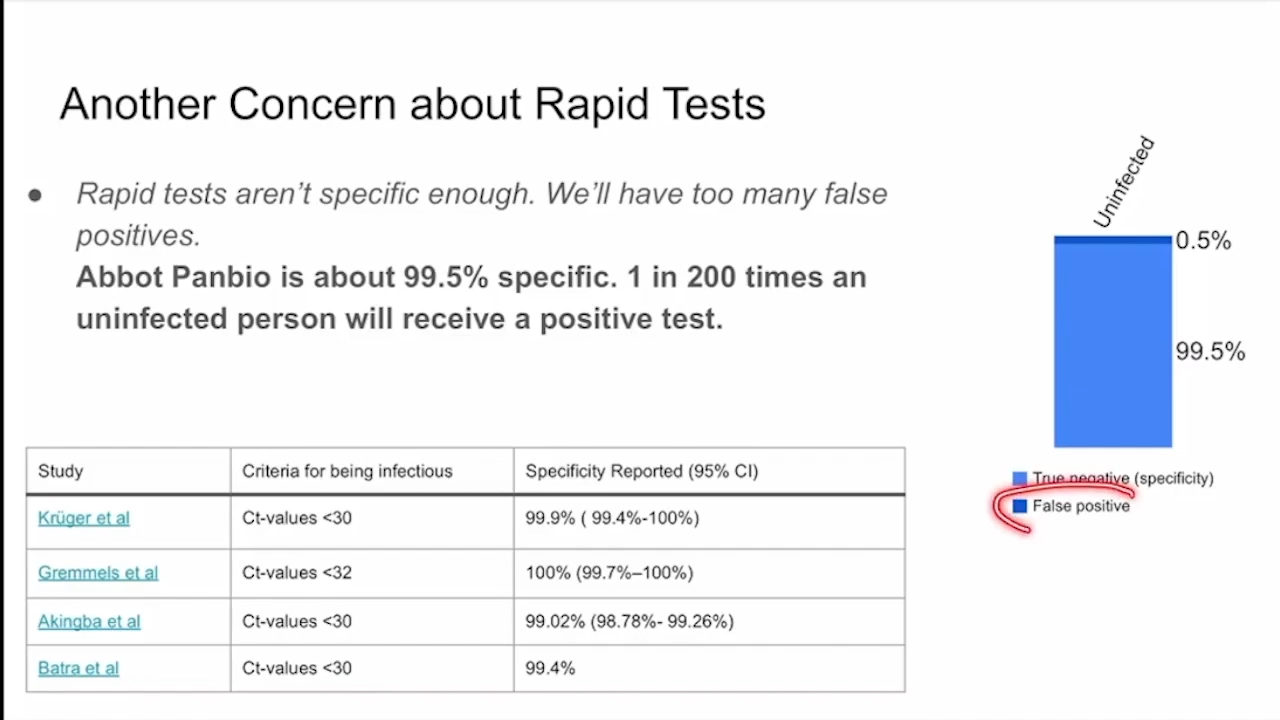 Another Concern about Rapid Tests
● Rapid tests aren’t specific enough. We’ll have too many false
positives.
Abbot Panbio is about 99.5% specific. 1 in 200 times an
uninfected person will receive a positive test.
Uninfected
0.5%
99.5%
True negative (specificity)
False positive
Study Criteria for being infectious Specificity Reported (95% CI)
Krüger et al Ct-values <30 99.9% ( 99.4%-100%)
Gremmels et al Ct-values <32 100% (99.7%–100%)
Akingba et al Ct-values <30 99.02% (98.78%- 99.26%)
Batra et al Ct-values <30 99.4%